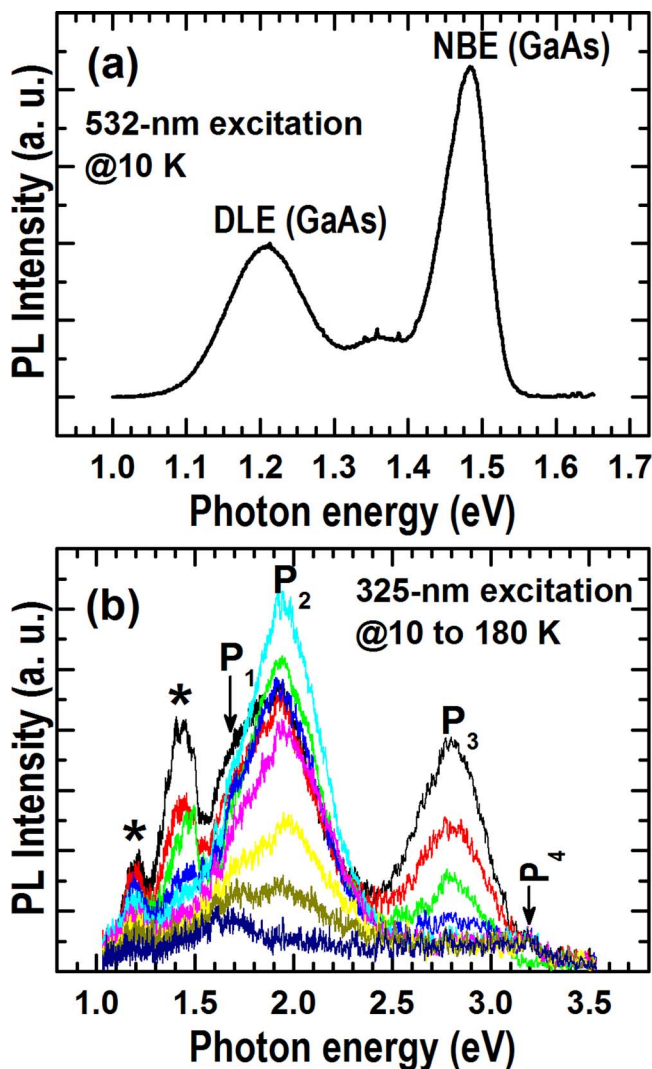 (a)
NBE (GaAs)
532-nm excitation
@10 K
DLE (GaAs)
PL Intensity (a. u.)
1.0 1.1 1.2 1.3 1.4 1.5 1.6 1.7
Photon energy (eV)
(b)
P2
325-nm excitation
@10 to 180 K
P1
*
P3
*
P4
PL Intensity (a. u.)
1.0 1.5 2.0 2.5 3.0 3.5
Photon energy (eV)